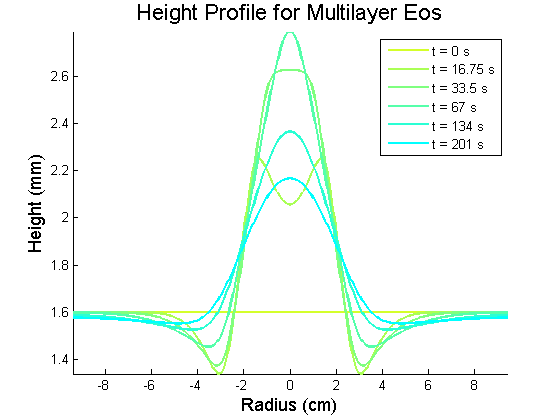 Height Profile for Multilayer Eos
t = 0 s
t = 16.75 s
t = 33.5 s
t = 67 s
t = 134 s
t = 201 s
2.6
2.4
2.2
2
1.8
1.6
1.4
Height (mm)
-8 -6 -4 -2 0 2 4 6 8
Radius (cm)